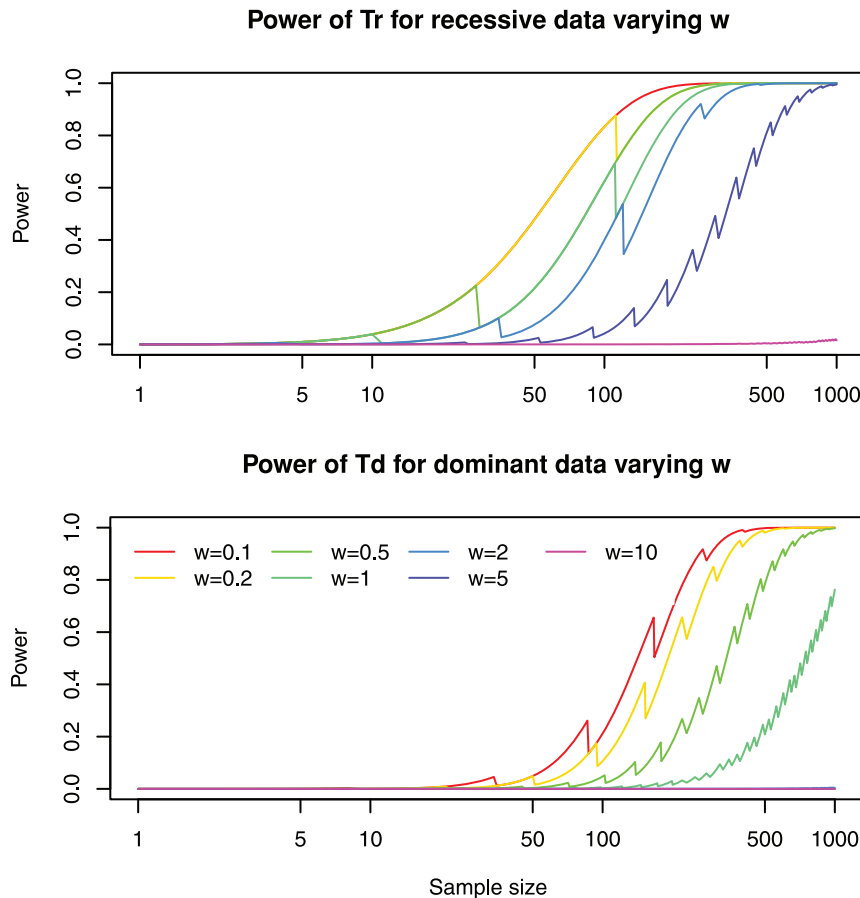 Power of Tr for recessive data varying w
Power
1.0
0.8
0.6
0.4
0.2
0.0
1 5 10 50 100 500 1000
Power of Td for dominant data varying w
Power
1.0
0.8
0.6
0.4
0.2
0.0
w=0.1 w=0.5 w=2 w=10
w=0.2 w=1 w=5
1 5 10 50 100 500 1000
Sample size